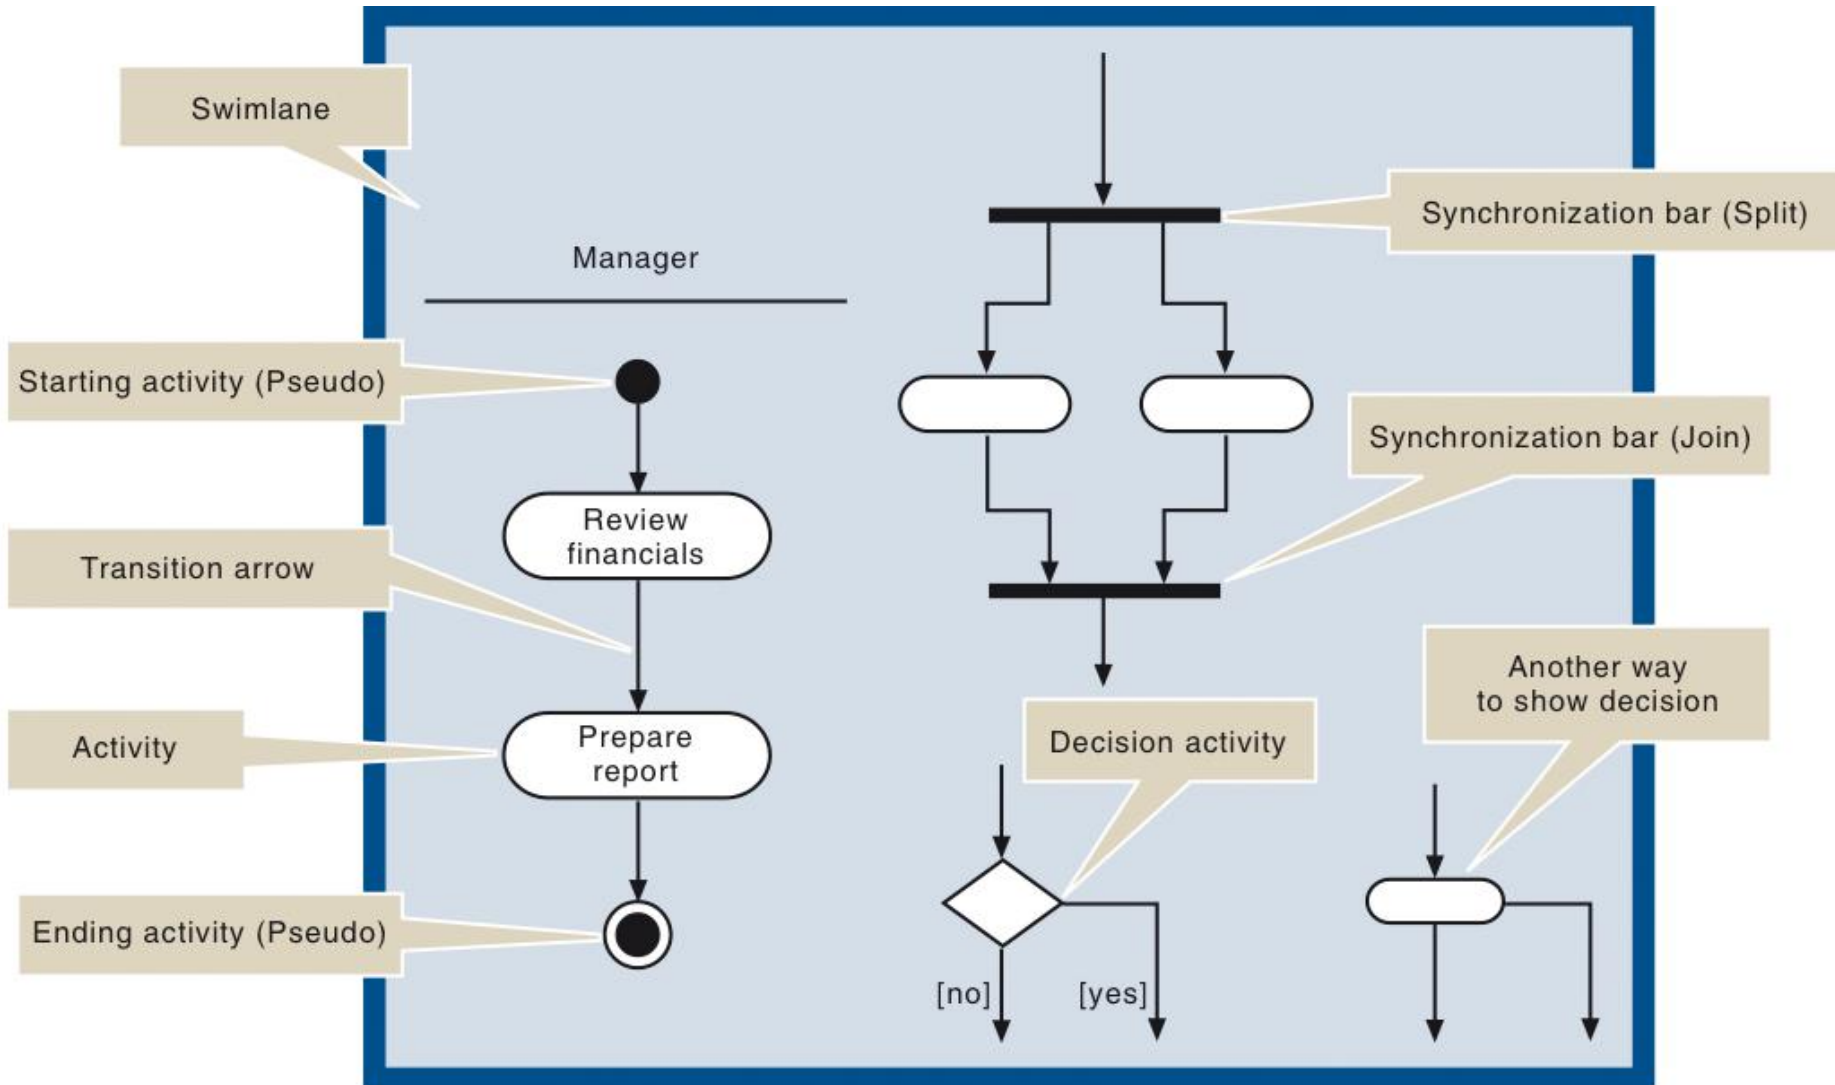 Swimlane
Synchronization bar (Split)
Manager
Starting activity (Pseudo)
Synchronization bar (Join)
Review
financials
Transition arrow
Another way
to show decision
Activity
Prepare
report
Decision activity
Ending activity (Pseudo)
[no]
[yes]